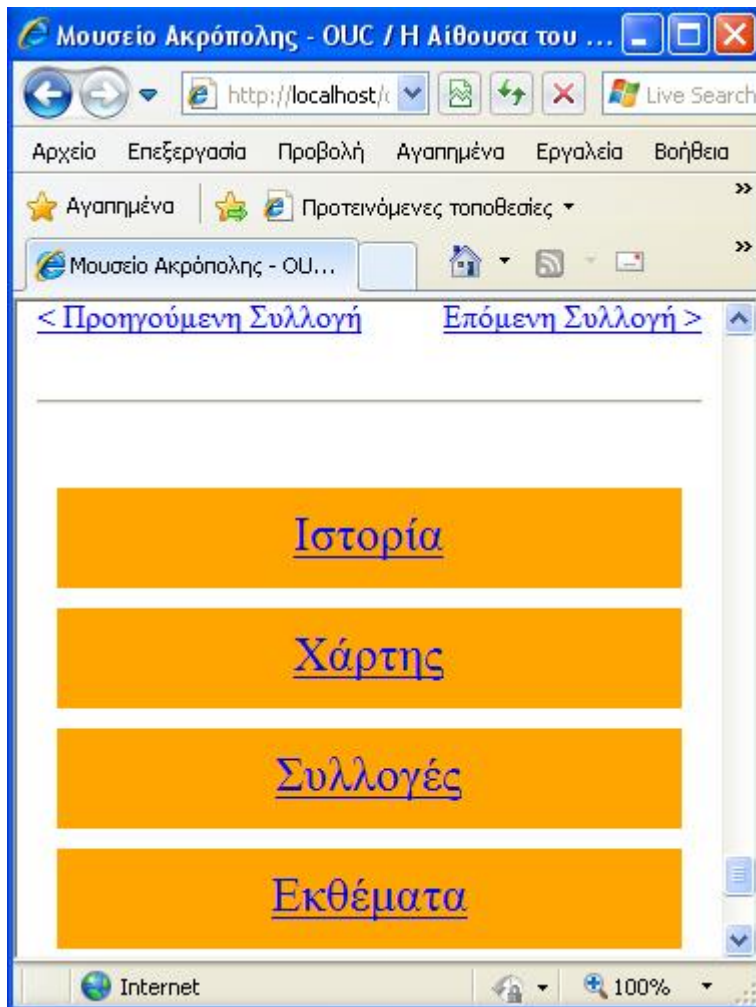 Μουσείο Ακρόπολης - OUC / Η Αίθουσα του ...
http://localhost/ Live Search
Αρχείο Επεξεργασία Προβολή Αγαπημένα Εργαλεία Βοήθεια
Αγαπημένα Προτεινόμενες τοποθεσίες
Μουσείο Ακρόπολης - OU...
< Προηγούμενη Συλλογή Επόμενη Συλλογή >
Ιστορία
Χάρτης
Συλλογές
Εκθέματα
Internet 100%